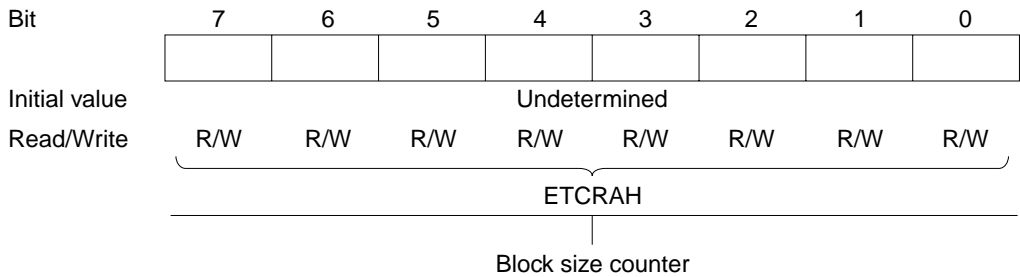 Bit 7 6 5 4 3 2 1 0
Initial value Undetermined
Read/Write R/W R/W R/W R/W R/W R/W R/W R/W
ETCRAH
Block size counter